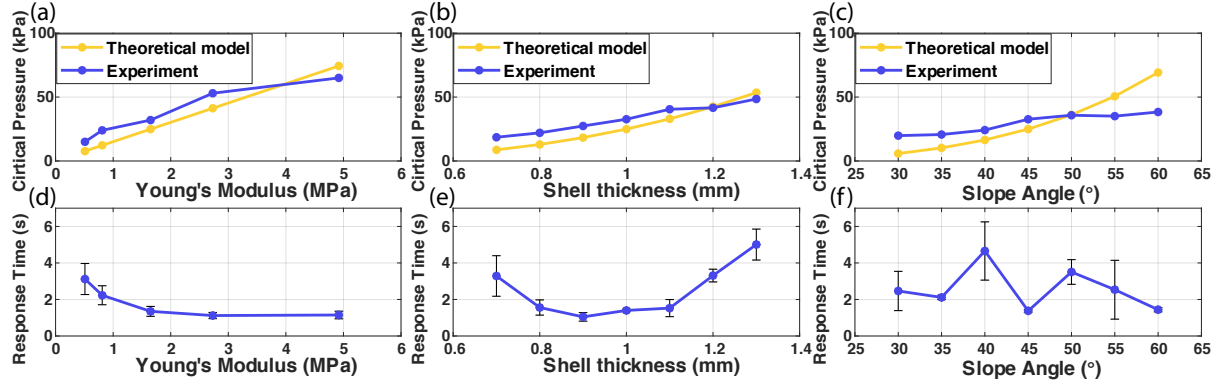 (a)
Cirtical Pressure (kPa)
100
50
0
Theoretical model
Experiment
0 1 2 3 4 5 6
Young's Modulus (MPa)
(b)
Cirtical Pressure (kPa)
100
50
0
Theoretical model
Experiment
0.6 0.8 1 1.2 1.4
Shell thickness (mm)
(c)
Cirtical Pressure (kPa)
100
50
0
Theoretical model
Experiment
25 30 35 40 45 50 55 60 65
Slope Angle (°)
(d)
Response Time (s)
6
4
2
0
0 1 2 3 4 5 6
Young's Modulus (MPa)
(e)
Response Time (s)
6
4
2
0
0.6 0.8 1 1.2 1.4
Shell thickness (mm)
(f)
Response Time (s)
6
4
2
0
25 30 35 40 45 50 55 60 65
Slope Angle (°)